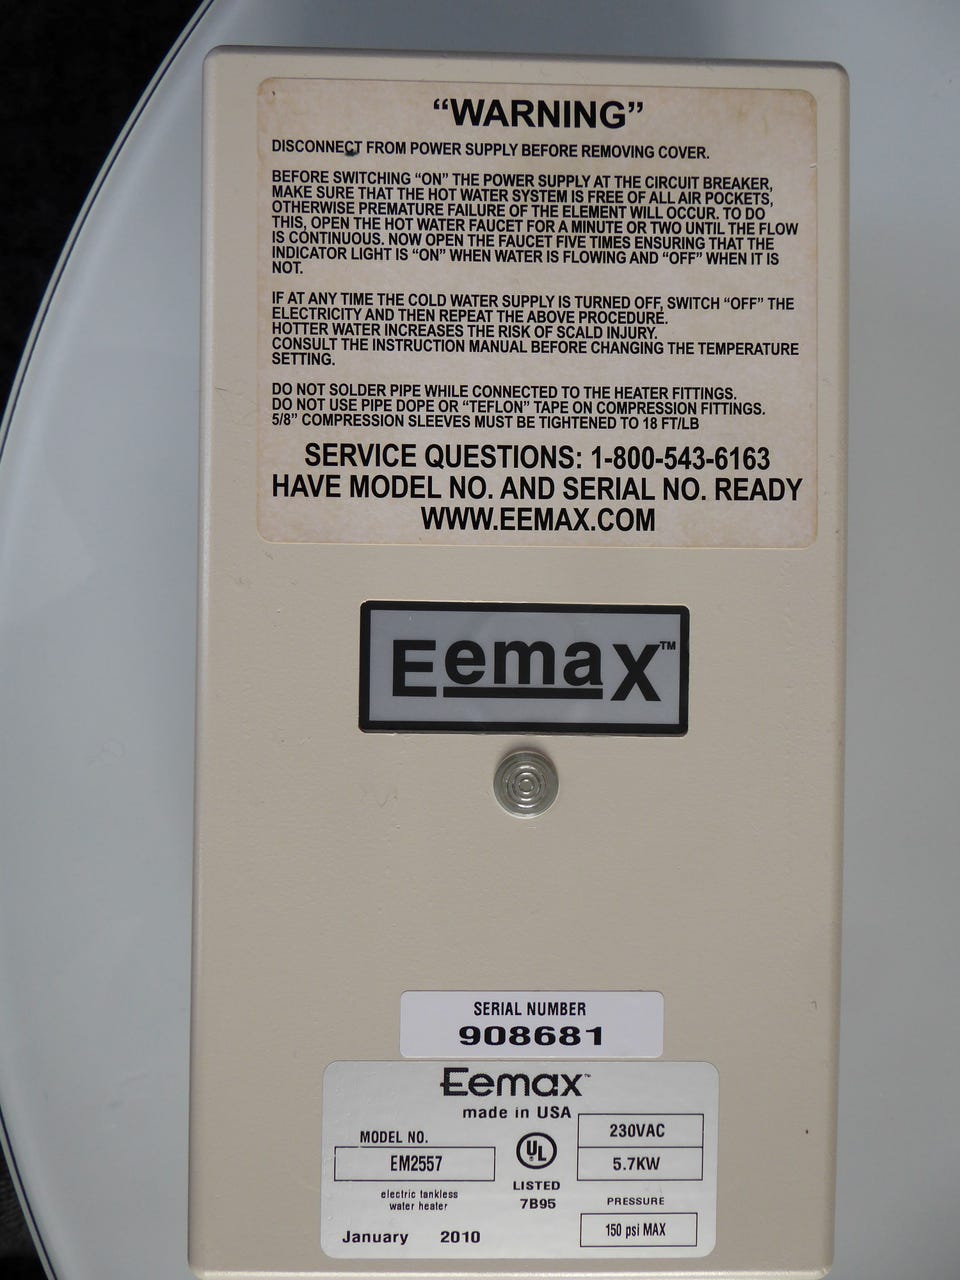 “WARNING”
DISCONNECT FROM POWER SUPPLY BEFORE REMOVING COVER.
BEFORE SWITCHING “ON” THE POWER SUPPLY AT THE CIRCUIT BREAKER,
MAKE SURE THAT THE HOT WATER SYSTEM IS FREE OF ALL AIR POCKETS,
OTHERWISE PREMATURE FAILURE OF THE ELEMENT WILL OCCUR. TO DO
THIS, OPEN THE HOT WATER FAUCET FOR A MINUTE OR TWO UNTIL THE FLOW
IS CONTINUOUS. NOW OPEN THE FAUCET FIVE TIMES ENSURING THAT THE
INDICATOR LIGHT IS “ON” WHEN WATER IS FLOWING AND “OFF” WHEN IT IS
NOT.
IF AT ANY TIME THE COLD WATER SUPPLY IS TURNED OFF, SWITCH “OFF” THE
ELECTRICITY AND THEN REPEAT THE ABOVE PROCEDURE.
HOTTER WATER INCREASES THE RISK OF SCALD INJURY.
CONSULT THE INSTRUCTION MANUAL BEFORE CHANGING THE TEMPERATURE
SETTING.
DO NOT SOLDER PIPE WHILE CONNECTED TO THE HEATER FITTINGS.
DO NOT USE PIPE DOPE OR “TEFLON” TAPE ON COMPRESSION FITTINGS.
5/8” COMPRESSION SLEEVES MUST BE TIGHTENED TO 18 FT/LB
SERVICE QUESTIONS: 1-800-543-6163
HAVE MODEL NO. AND SERIAL NO. READY
WWW.EEMAX.COM
Eemax™
SERIAL NUMBER
908681
Eemax™
made in USA
MODEL NO.
EM2557
electric tankless
water heater
January 2010
UL
LISTED
7B95
230VAC
5.7KW
PRESSURE
150 psi MAX